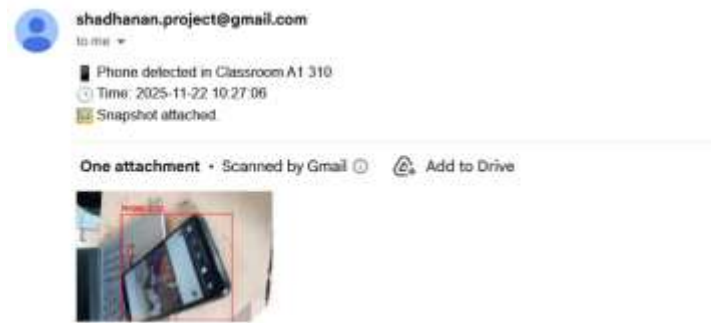 shadhanan.project@gmail.com
to me
📱 Phone detected in Classroom A1 310
🕒 Time: 2025-11-22 10:27:06
🖼️ Snapshot attached.
One attachment • Scanned by Gmail
Add to Drive